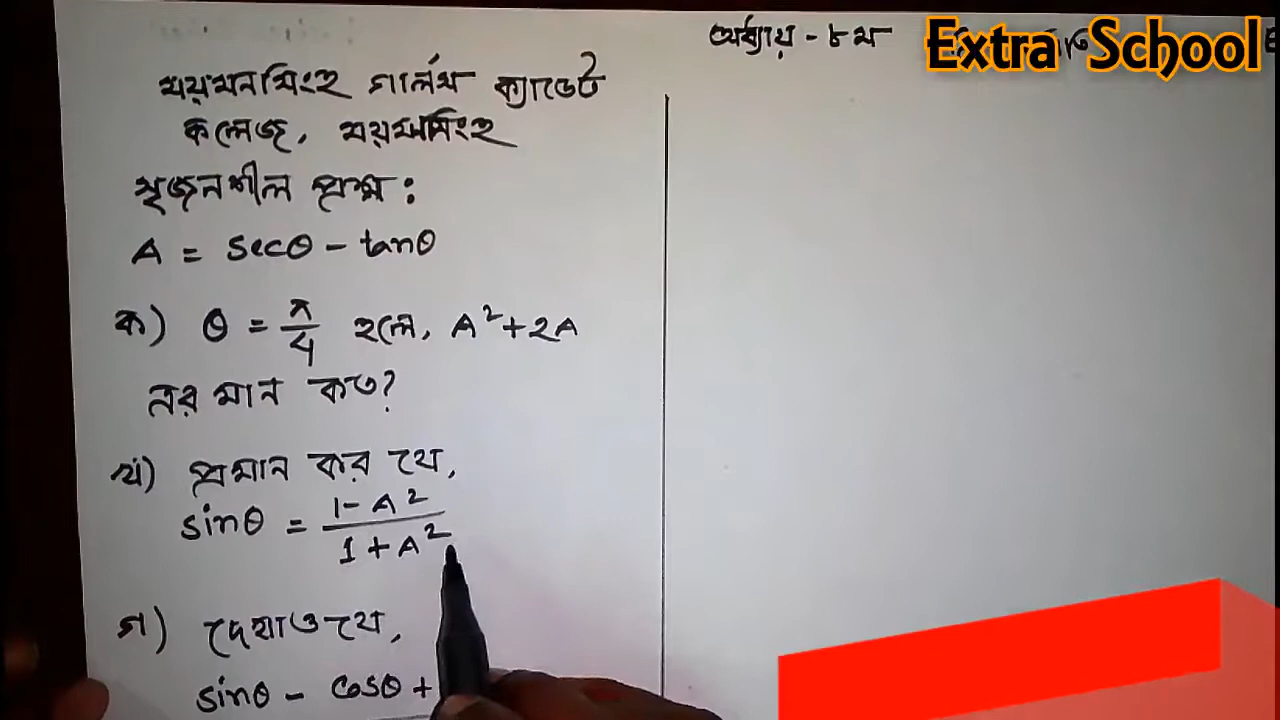 অধ্যায় - ৮ম
Extra School
ময়মনসিংহ গার্লস ক্যাডেট
কলেজ, ময়মনসিংহ
সৃজনশীল প্রশ্ন :
A = secθ - tanθ
ক) θ = π/4 হলে, A² + 2A
এর মান কত?
খ) প্রমান কর যে,
sinθ = (1 - A²)/(1 + A²)
গ) দেখাও যে,
sinθ - cosθ +